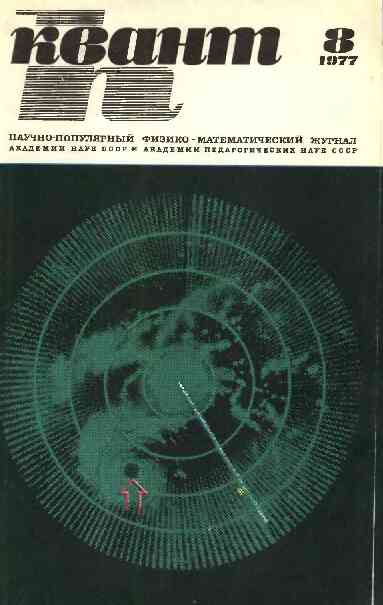 квант
8
1977
НАУЧНО-ПОПУЛЯРНЫЙ ФИЗИКО-МАТЕМАТИЧЕСКИЙ ЖУРНАЛ
АКАДЕМИИ НАУК СССР И АКАДЕМИИ ПЕДАГОГИЧЕСКИХ НАУК СССР